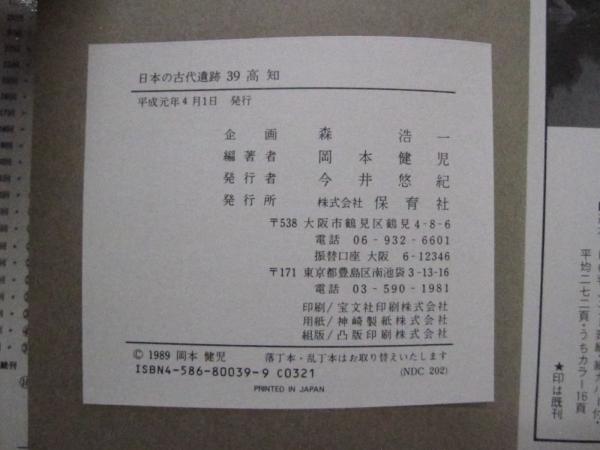 日本の古代遺跡 39 高知
平成元年4月1日 発行
企画 森浩一
編著者 岡本健児
発行者 今井悠紀
発行所 株式会社 保育社
〒538 大阪市鶴見区鶴見4-8-6
電話 06-932-6601
振替口座 大阪 6-12346
〒171 東京都豊島区南池袋3-13-16
電話 03-590-1981
印刷/宝文社印刷株式会社
用紙/神崎製紙株式会社
組版/凸版印刷株式会社
© 1989 岡本 健児 落丁本・乱丁本はお取り替えいたします
ISBN4-586-80039-9 C0321 (NDC 202)
PRINTED IN JAPAN
平均二七二頁・うちカラー16頁
★印は既刊